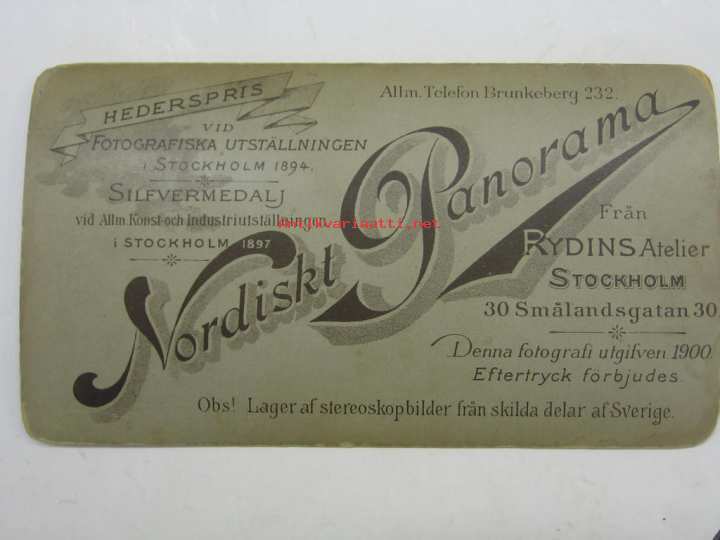 HEDERSPRIS
VID
FOTOGRAFISKA UTSTÄLLNINGEN
I STOCKHOLM 1894.
SILFVERMEDALJ
vid Allm. Konst- och Industriutställningen
I STOCKHOLM 1897
Allm. Telefon Brunkeberg 232.
Nordiskt Panorama
Antikvariaatti.net
Från
RYDINS Atelier
STOCKHOLM
30 Smålandsgatan 30.
Denna fotografi utgifven 1900.
Eftertryck förbjudes.
Obs! Lager af stereoskopbilder från skilda delar af Sverige.